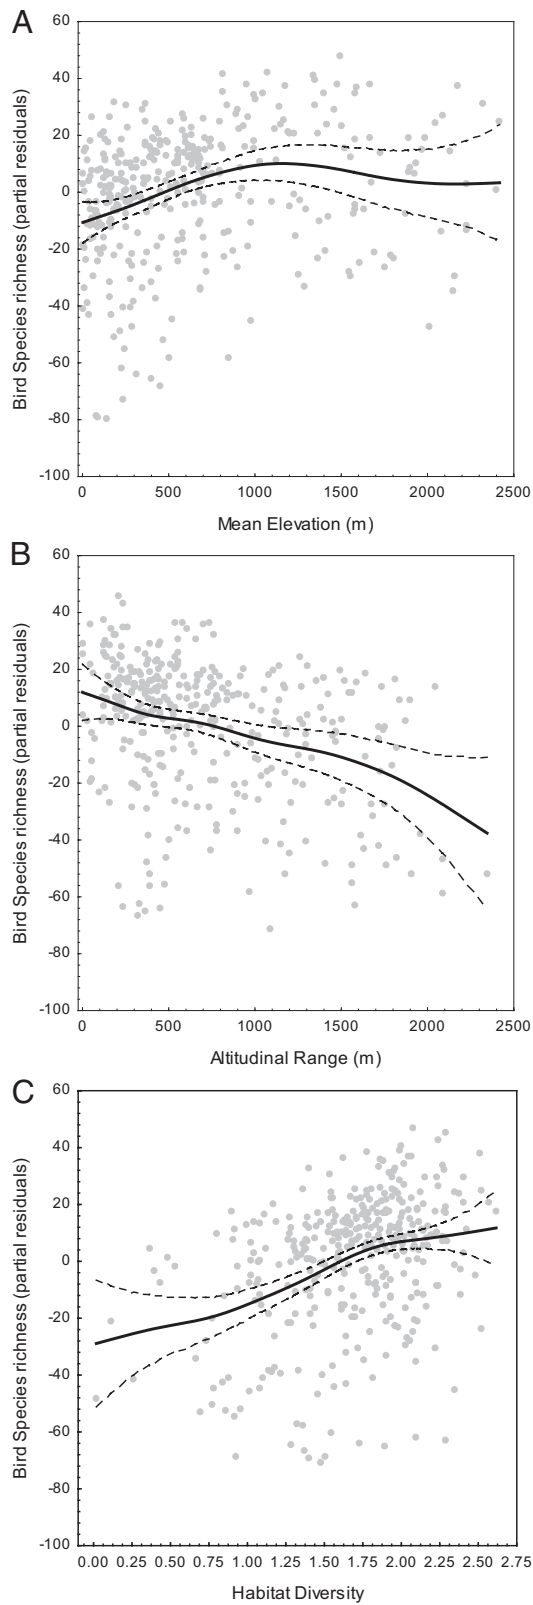 A
60
40
20
0
-20
-40
-60
-80
-100
Bird Species richness (partial residuals)
0 500 1000 1500 2000 2500
Mean Elevation (m)
B
60
40
20
0
-20
-40
-60
-80
-100
Bird Species richness (partial residuals)
0 500 1000 1500 2000 2500
Altitudinal Range (m)
C
60
40
20
0
-20
-40
-60
-80
-100
Bird Species richness (partial residuals)
0.00 0.25 0.50 0.75 1.00 1.25 1.50 1.75 2.00 2.25 2.50 2.75
Habitat Diversity